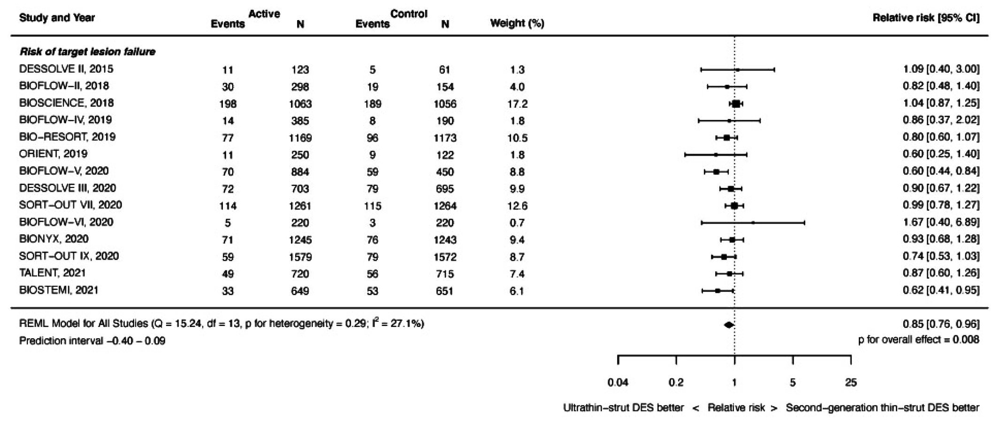 Active Control
Study and Year Events N Events N Weight (%) Relative risk [95% CI]
Risk of target lesion failure
DESSOLVE II, 2015 11 123 5 61 1.3 1.09 [0.40, 3.00]
BIOFLOW–II, 2018 30 298 19 154 4.0 0.82 [0.48, 1.40]
BIOSCIENCE, 2018 198 1063 189 1056 17.2 1.04 [0.87, 1.25]
BIOFLOW–IV, 2019 14 385 8 190 1.8 0.86 [0.37, 2.02]
BIO–RESORT, 2019 77 1169 96 1173 10.5 0.80 [0.60, 1.07]
ORIENT, 2019 11 250 9 122 1.8 0.60 [0.25, 1.40]
BIOFLOW–V, 2020 70 884 59 450 8.8 0.60 [0.44, 0.84]
DESSOLVE III, 2020 72 703 79 695 9.9 0.90 [0.67, 1.22]
SORT–OUT VII, 2020 114 1261 115 1264 12.6 0.99 [0.78, 1.27]
BIOFLOW–VI, 2020 5 220 3 220 0.7 1.67 [0.40, 6.89]
BIONYX, 2020 71 1245 76 1243 9.4 0.93 [0.68, 1.28]
SORT–OUT IX, 2020 59 1579 79 1572 8.7 0.74 [0.53, 1.03]
TALENT, 2021 49 720 56 715 7.4 0.87 [0.60, 1.26]
BIOSTEMI, 2021 33 649 53 651 6.1 0.62 [0.41, 0.95]
REML Model for All Studies (Q = 15.24, df = 13, p for heterogeneity = 0.29; I² = 27.1%) 0.85 [0.76, 0.96]
Prediction interval –0.40 – 0.09 p for overall effect = 0.008
0.04 0.2 1 5 25
Ultrathin–strut DES better < Relative risk > Second–generation thin–strut DES better